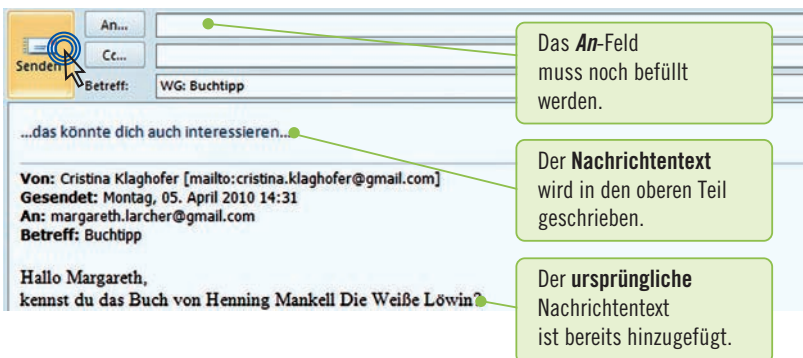 An...
Cc...
Senden
Betreff:
WG: Buchtipp
...das könnte dich auch interessieren...
Von: Cristina Klaghofer [mailto:cristina.klaghofer@gmail.com]
Gesendet: Montag, 05. April 2010 14:31
An: margareth.larcher@gmail.com
Betreff: Buchtipp
Hallo Margareth,
kennst du das Buch von Henning Mankell Die Weiße Löwin?
Das An-Feld
muss noch befüllt
werden.
Der Nachrichtentext
wird in den oberen Teil
geschrieben.
Der ursprüngliche
Nachrichtentext
ist bereits hinzugefügt.